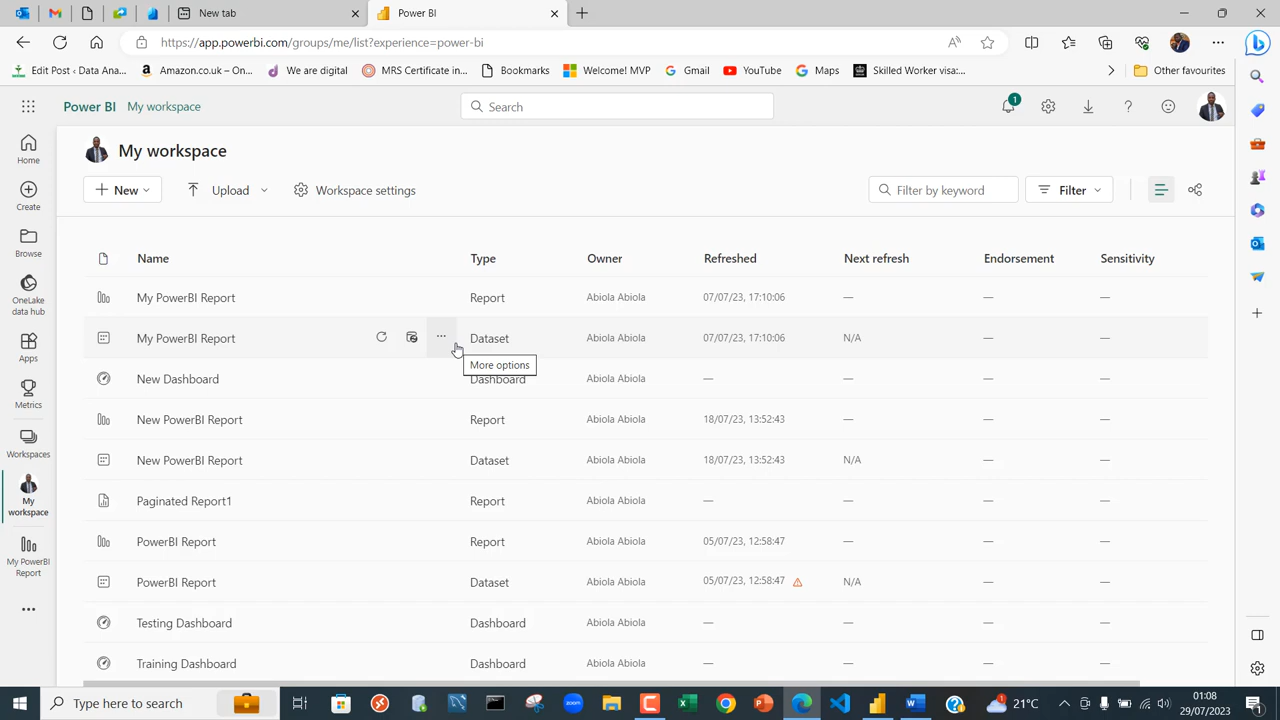 New tab
Power BI
https://app.powerbi.com/groups/me/list?experience=power-bi
Edit Post ‹ Data Ana...
Amazon.co.uk – On...
We are digital
MRS Certificate in...
Bookmarks
Welcome! MVP
Gmail
YouTube
Maps
Skilled Worker visa:...
Other favourites
Power BI My workspace
Search
1
My workspace
New
Upload
Workspace settings
Filter by keyword
Filter
Home
Create
Browse
OneLake
data hub
Apps
Metrics
Workspaces
My
workspace
My PowerBI
Report
Name Type Owner Refreshed Next refresh Endorsement Sensitivity
My PowerBI Report Report Abiola Abiola 07/07/23, 17:10:06 — — —
My PowerBI Report Dataset Abiola Abiola 07/07/23, 17:10:06 N/A — —
More options
New Dashboard Dashboard Abiola Abiola — — — —
New PowerBI Report Report Abiola Abiola 18/07/23, 13:52:43 — — —
New PowerBI Report Dataset Abiola Abiola 18/07/23, 13:52:43 N/A — —
Paginated Report1 Report Abiola Abiola — — — —
PowerBI Report Report Abiola Abiola 05/07/23, 12:58:47 — — —
PowerBI Report Dataset Abiola Abiola 05/07/23, 12:58:47 N/A — —
Testing Dashboard Dashboard Abiola Abiola — — — —
Training Dashboard Dashboard Abiola Abiola — — — —
Type here to search
21°C
01:08
29/07/2023